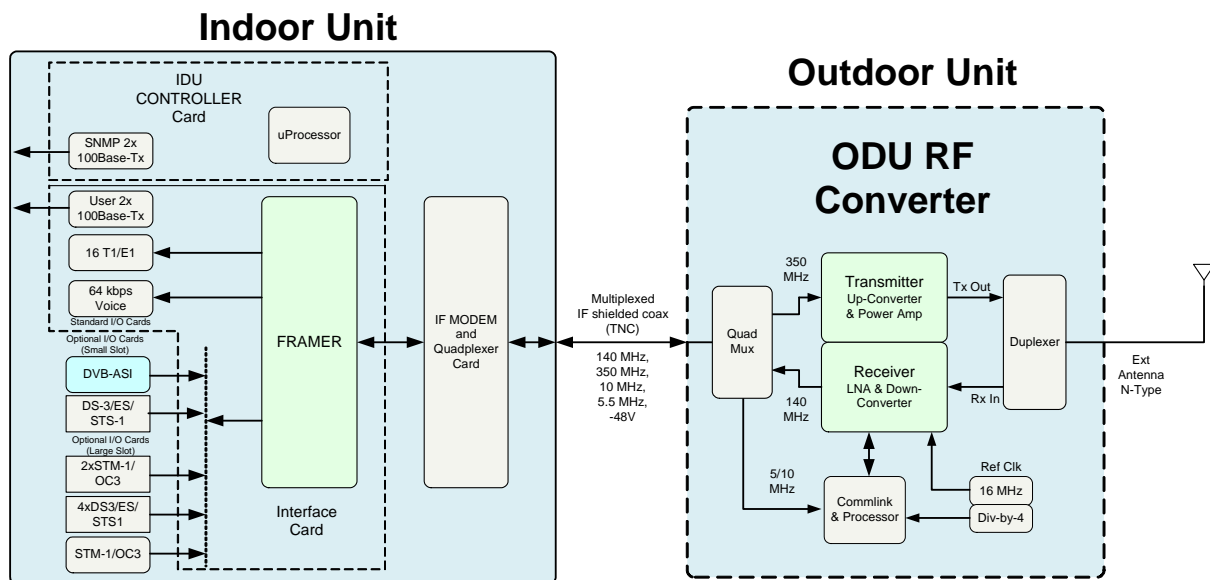 Indoor Unit
IDU
CONTROLLER
Card
uProcessor
SNMP 2x
100Base-Tx
User 2x
100Base-Tx
16 T1/E1
64 kbps
Voice
Standard I/O Cards
Optional I/O Cards
(Small Slot)
DVB-ASI
DS-3/ES/
STS-1
Optional I/O Cards
(Large Slot)
2xSTM-1/
OC3
4xDS3/ES/
STS1
STM-1/OC3
FRAMER
Interface
Card
IF MODEM
and
Quadplexer
Card
Multiplexed
IF shielded coax
(TNC)
140 MHz,
350 MHz,
10 MHz,
5.5 MHz,
-48V
Outdoor Unit
ODU RF
Converter
Quad
Mux
350
MHz
140
MHz
5/10
MHz
Transmitter
Up-Converter
& Power Amp
Receiver
LNA & Down-
Converter
Tx Out
Rx In
Duplexer
Commlink
& Processor
Ref Clk
16 MHz
Div-by-4
Ext
Antenna
N-Type